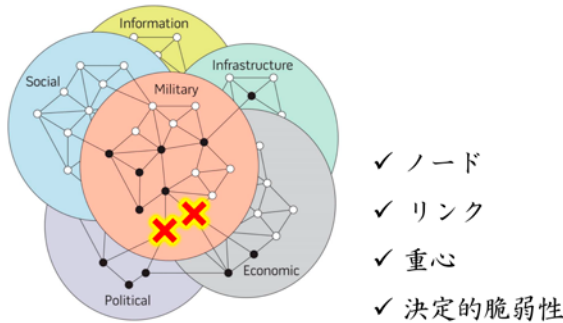 Information
Social
Infrastructure
Military
Economic
Political
✓ ノード
✓ リンク
✓ 重心
✓ 決定的脆弱性